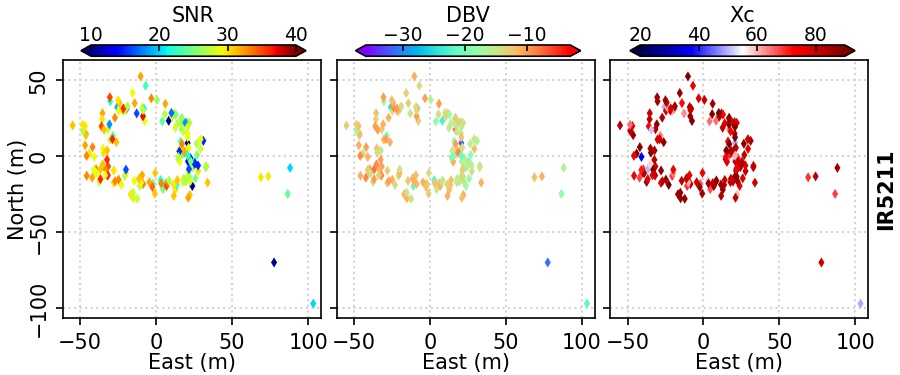 SNR DBV Xc
10 20 30 40 −30 −20 −10 20 40 60 80
50
0
−50
−100
North (m)
−50 0 50 100 −50 0 50 100 −50 0 50 100
East (m) East (m) East (m)
IR5211